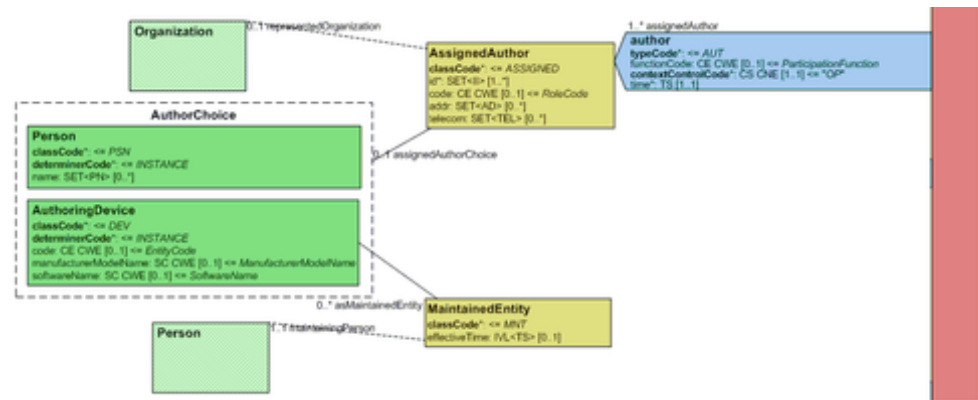 Organization
0..1 representedOrganization
1..* assignedAuthor
AssignedAuthor
classCode*: <= ASSIGNED
id*: SET<II> [1..*]
code: CE CWE [0..1] <= RoleCode
addr: SET<AD> [0..*]
telecom: SET<TEL> [0..*]
author
typeCode*: <= AUT
functionCode: CE CWE [0..1] <= ParticipationFunction
contextControlCode*: CS CNE [1..1] <= "OP"
time*: TS [1..1]
AuthorChoice
Person
classCode*: <= PSN
determinerCode*: <= INSTANCE
name: SET<PN> [0..*]
0..1 assignedAuthorChoice
AuthoringDevice
classCode*: <= DEV
determinerCode*: <= INSTANCE
code: CE CWE [0..1] <= EntityCode
manufacturerModelName: SC CWE [0..1] <= ManufacturerModelName
softwareName: SC CWE [0..1] <= SoftwareName
0..* asMaintainedEntity
MaintainedEntity
classCode*: <= MNT
effectiveTime: IVL<TS> [0..1]
1..1 maintainingPerson
Person